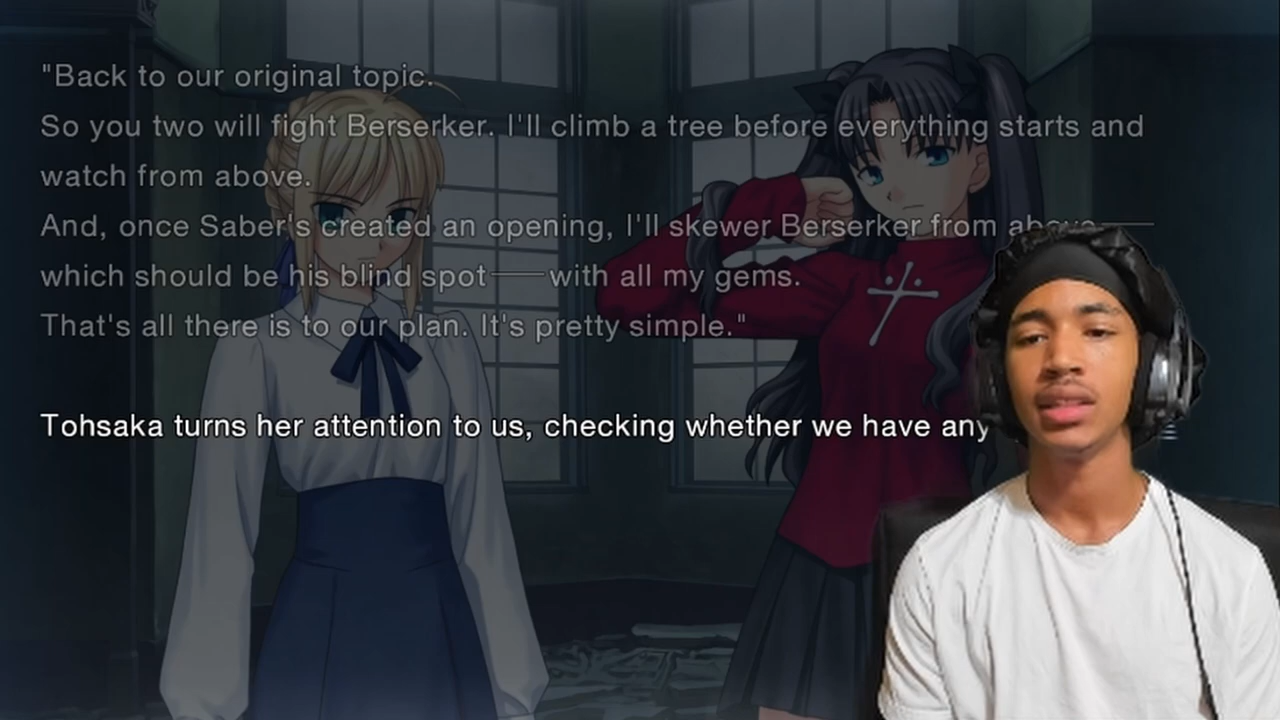 "Back to our original topic.
So you two will fight Berserker. I'll climb a tree before everything starts and
watch from above.
And, once Saber's created an opening, I'll skewer Berserker from above──
which should be his blind spot──with all my gems.
That's all there is to our plan. It's pretty simple."
Tohsaka turns her attention to us, checking whether we have any